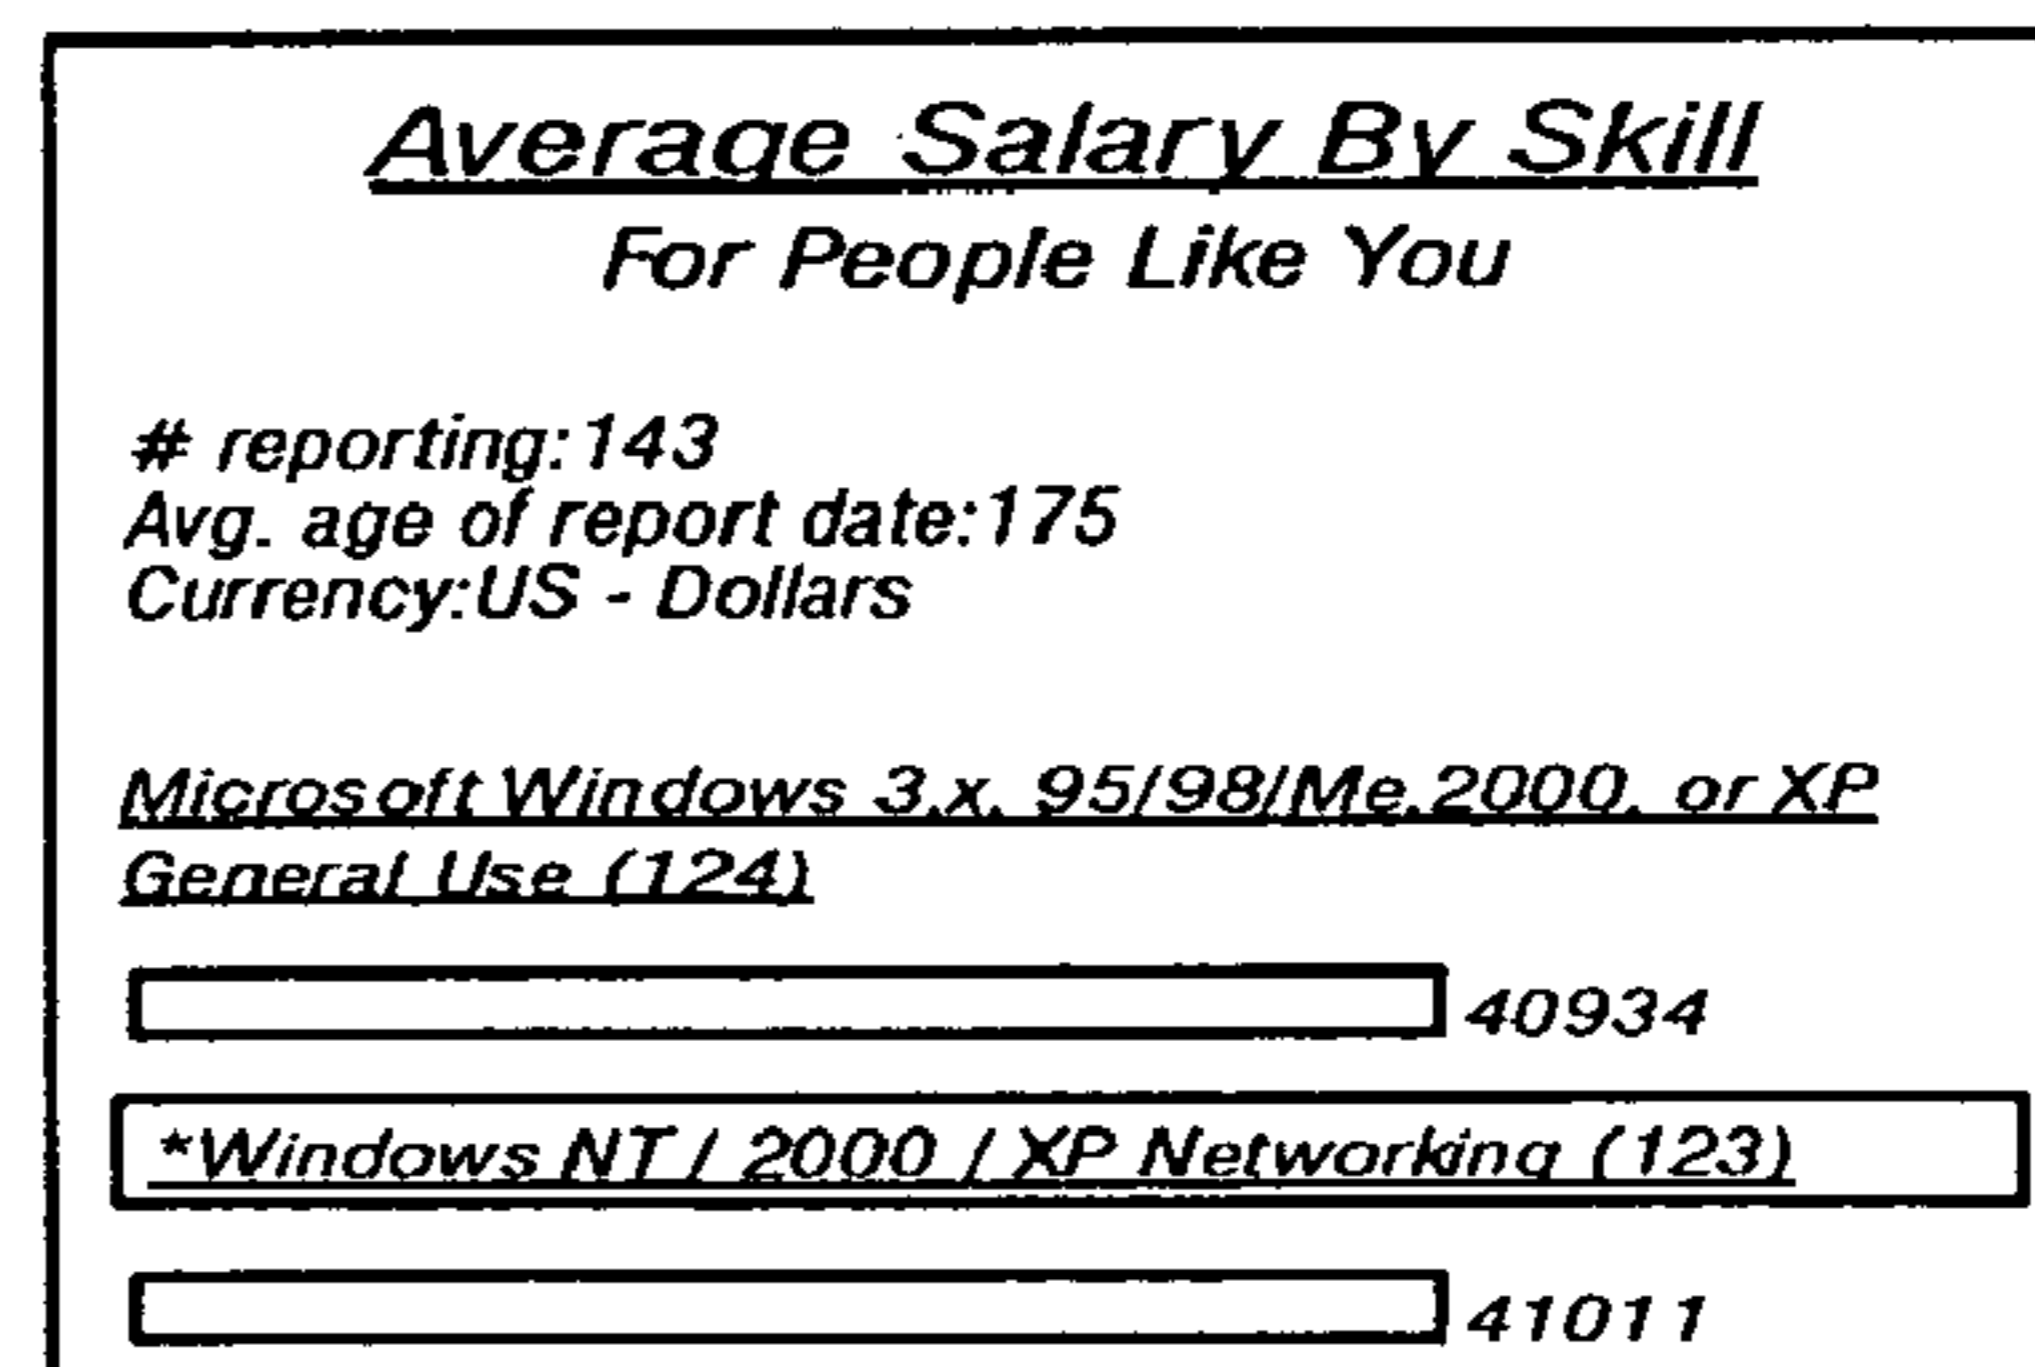 Average Salary By Skill
For People Like You
# reporting:143
Avg. age of report date:175
Currency:US - Dollars
Microsoft Windows 3.x, 95/98/Me,2000, or XP
General Use (124)
40934
*Windows NT / 2000 / XP Networking (123)
41011